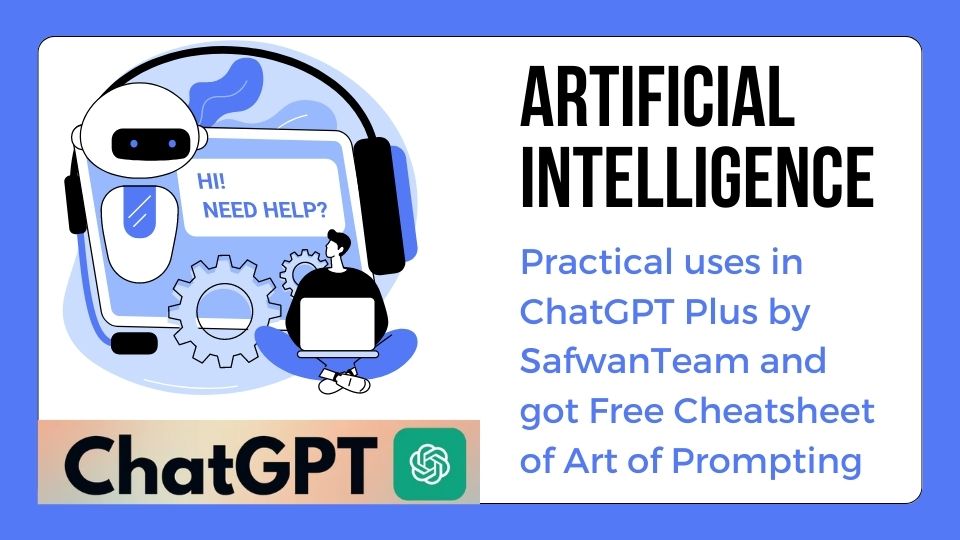 HI!
NEED HELP?
ChatGPT
ARTIFICIAL
INTELLIGENCE
Practical uses in
ChatGPT Plus by
SafwanTeam and
got Free Cheatsheet
of Art of Prompting